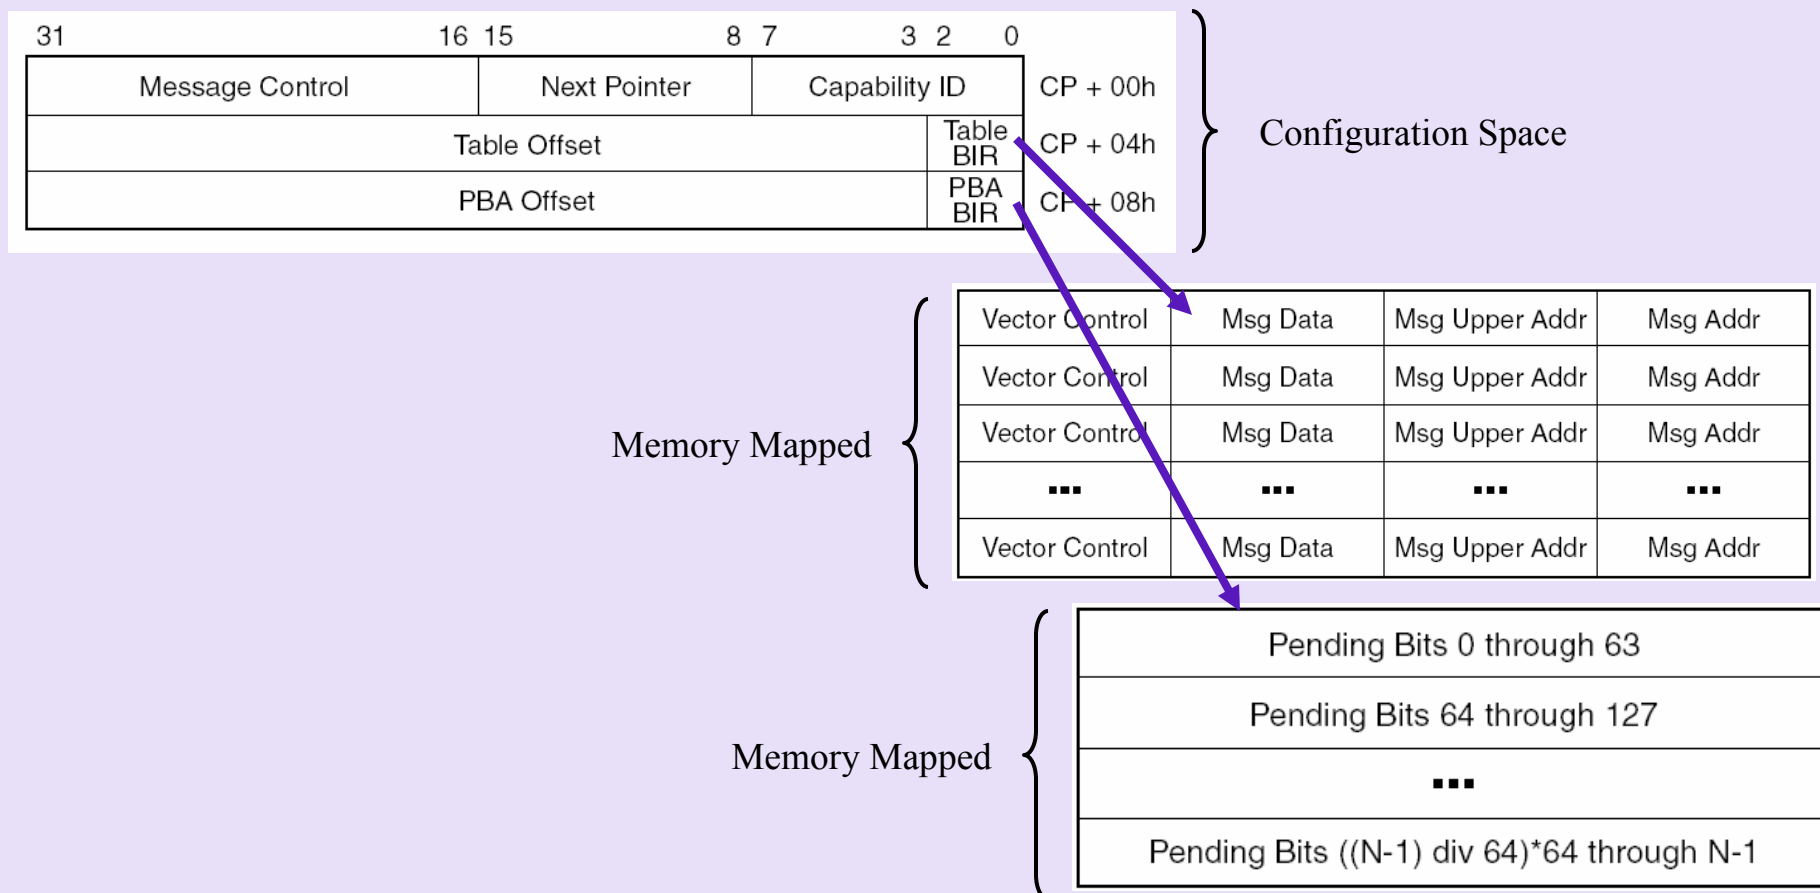 31 16 15 8 7 3 2 0
Message Control Next Pointer Capability ID CP + 00h
Table Offset Table BIR CP + 04h
PBA Offset PBA BIR CP + 08h
Configuration Space
Vector Control Msg Data Msg Upper Addr Msg Addr
Vector Control Msg Data Msg Upper Addr Msg Addr
Vector Control Msg Data Msg Upper Addr Msg Addr
... ... ... ...
Vector Control Msg Data Msg Upper Addr Msg Addr
Memory Mapped
Pending Bits 0 through 63
Pending Bits 64 through 127
...
Pending Bits ((N-1) div 64)*64 through N-1
Memory Mapped